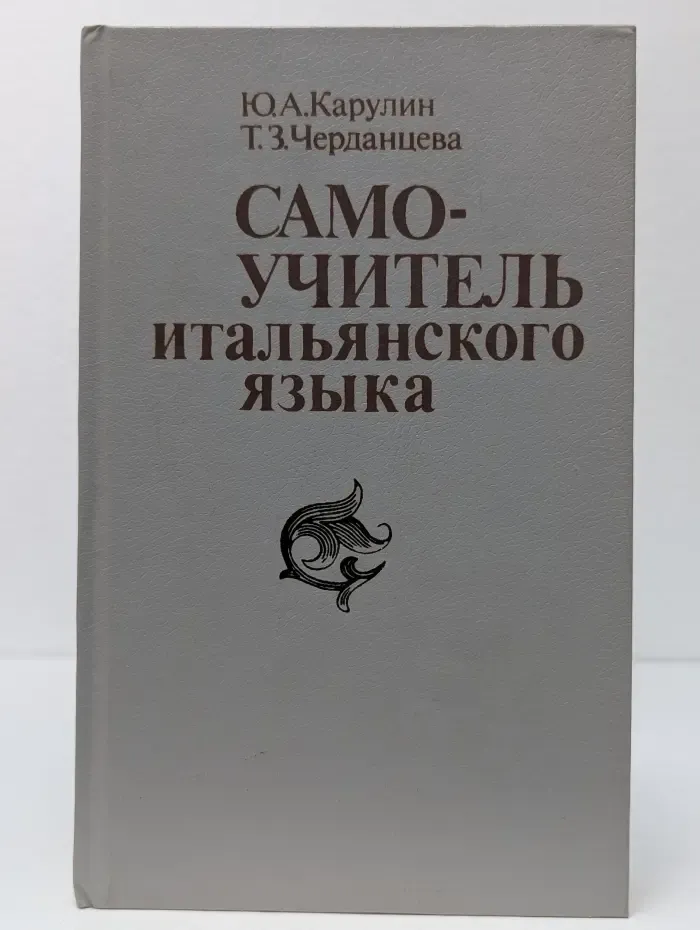 Ю.А.Карулин
Т.З.Черданцева
САМО-
УЧИТЕЛЬ
итальянского
языка